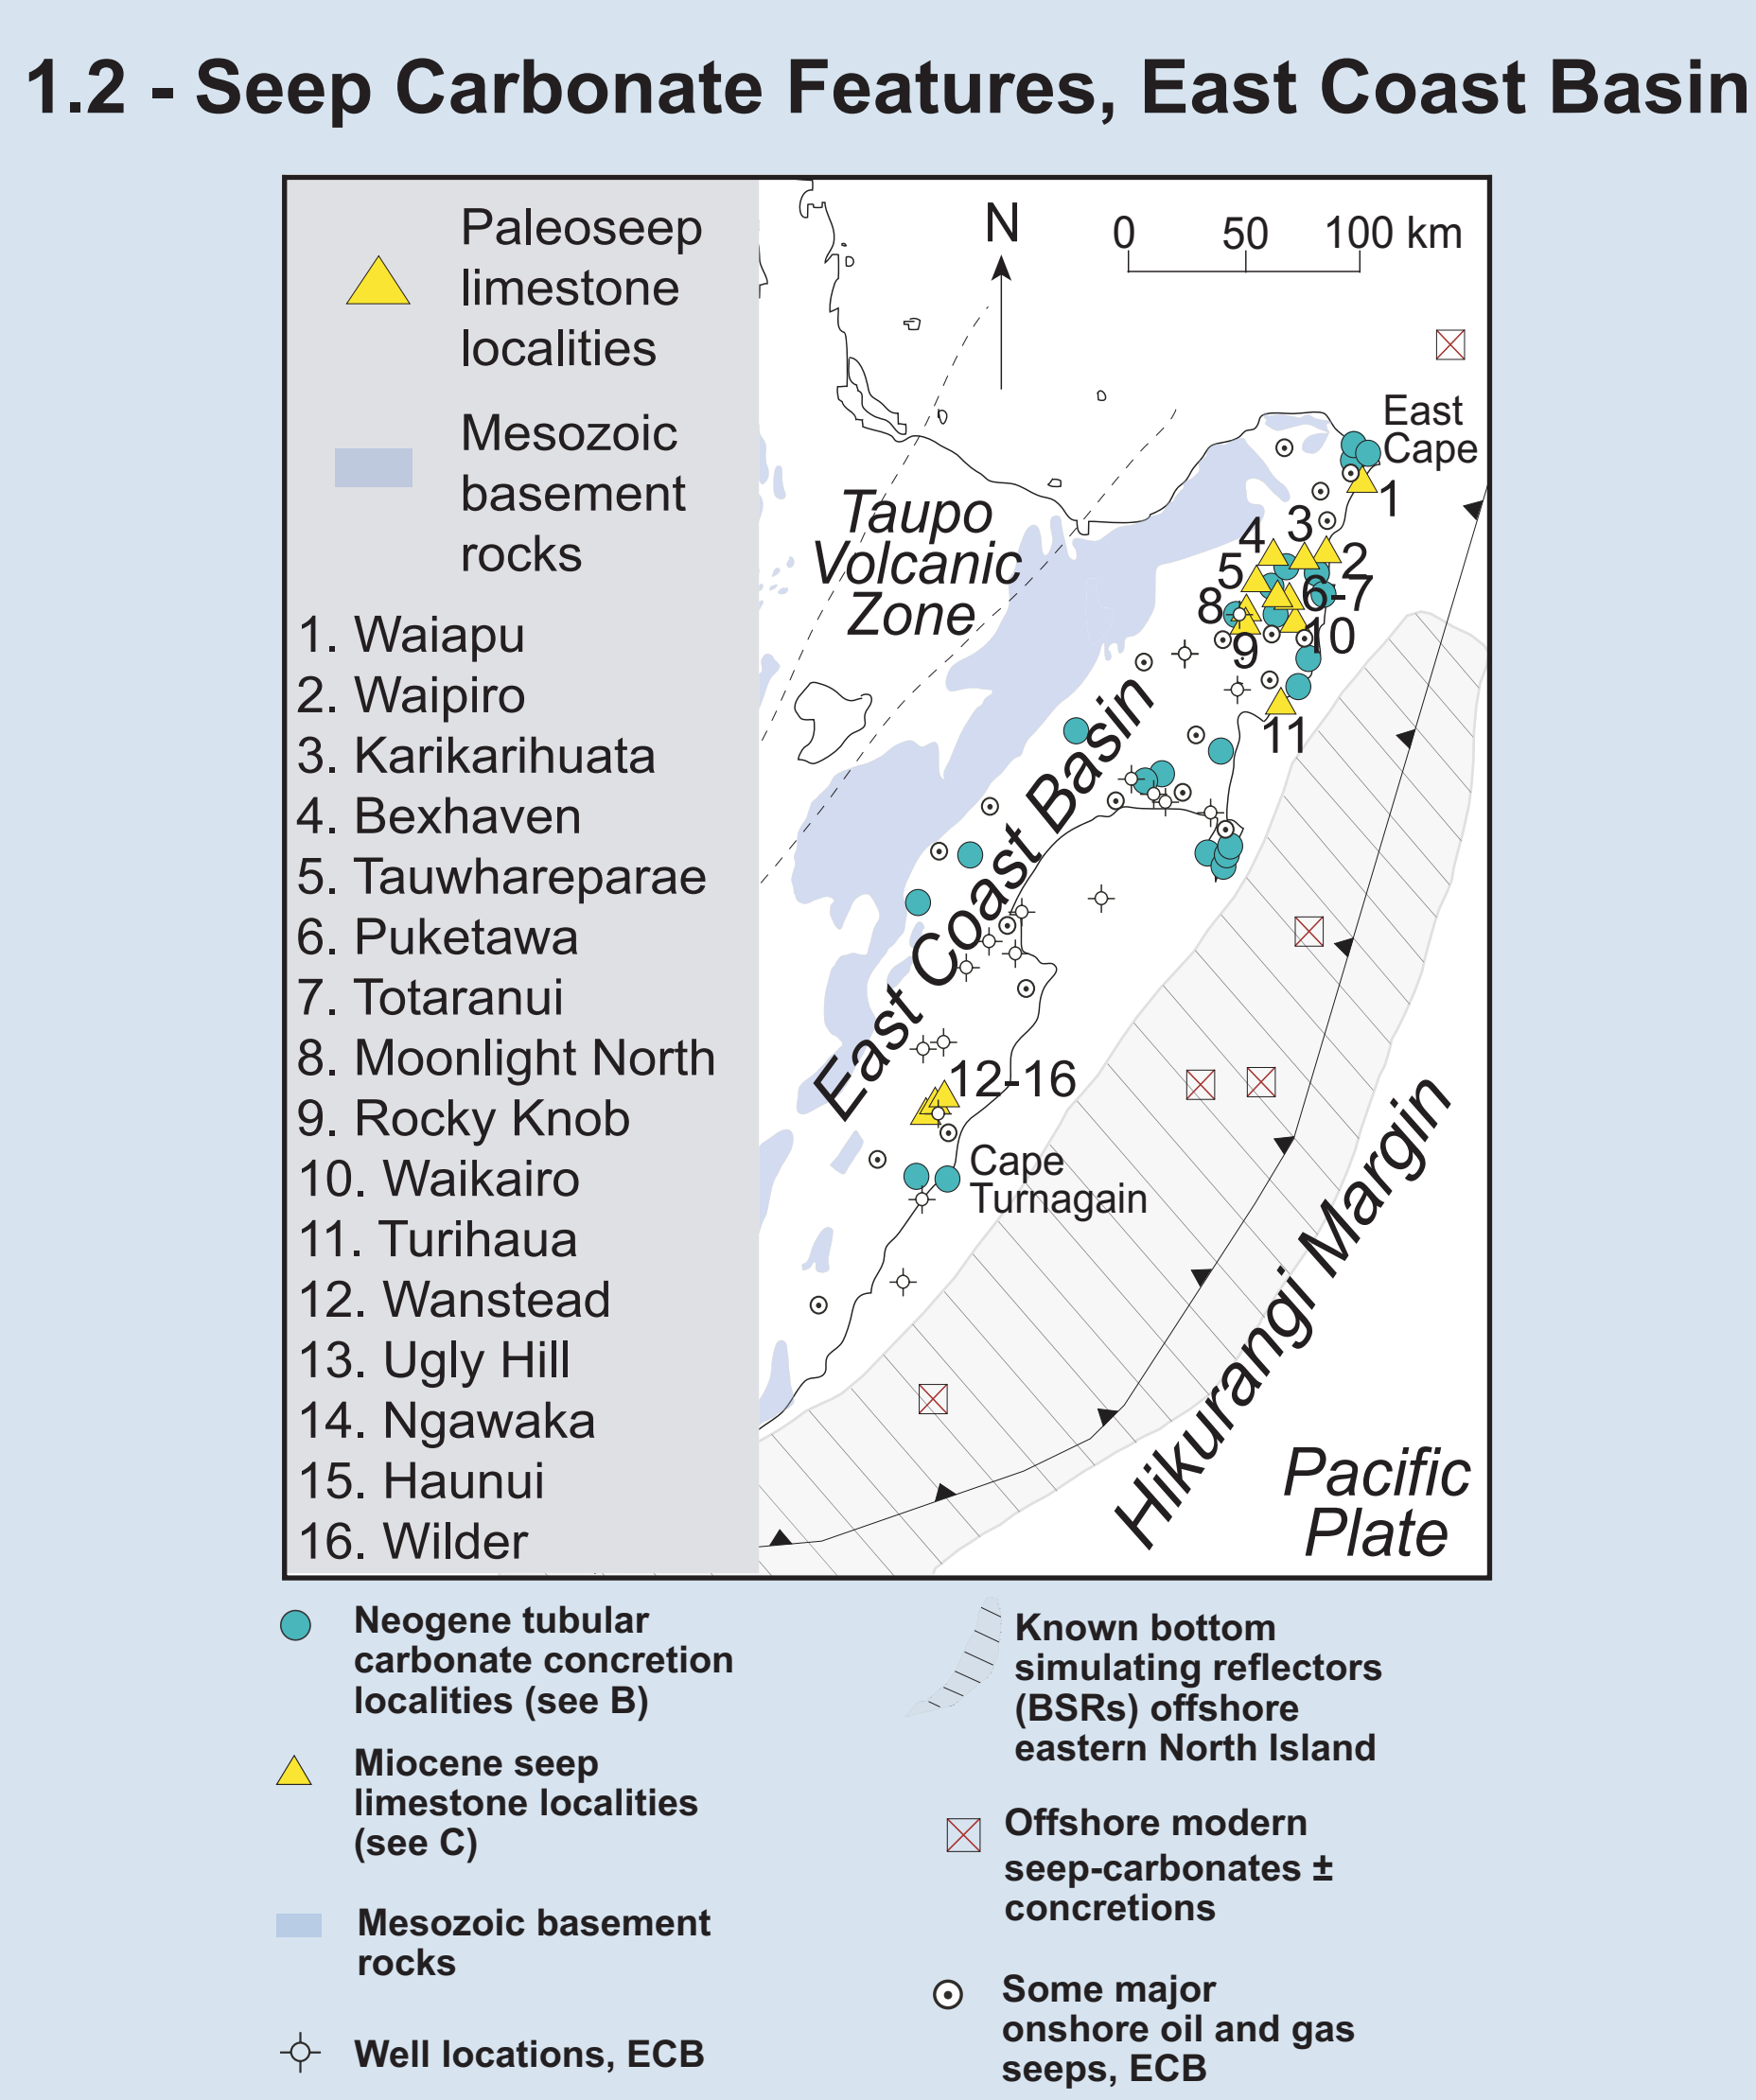 1.2 - Seep Carbonate Features, East Coast Basin
Paleoseep
limestone
localities
Mesozoic
basement
rocks
1. Waiapu
2. Waipiro
3. Karikarihuata
4. Bexhaven
5. Tauwhareparae
6. Puketawa
7. Totaranui
8. Moonlight North
9. Rocky Knob
10. Waikairo
11. Turihaua
12. Wanstead
13. Ugly Hill
14. Ngawaka
15. Haunui
16. Wilder
N
0 50 100 km
East
Cape
1
Taupo
Volcanic
Zone
3
4
2
5
6-7
8
10
9
11
East Coast Basin
12-16
Cape
Turnagain
Hikurangi Margin
Pacific
Plate
Neogene tubular
carbonate concretion
localities (see B)
Miocene seep
limestone localities
(see C)
Mesozoic basement
rocks
Well locations, ECB
Known bottom
simulating reflectors
(BSRs) offshore
eastern North Island
Offshore modern
seep-carbonates ±
concretions
Some major
onshore oil and gas
seeps, ECB